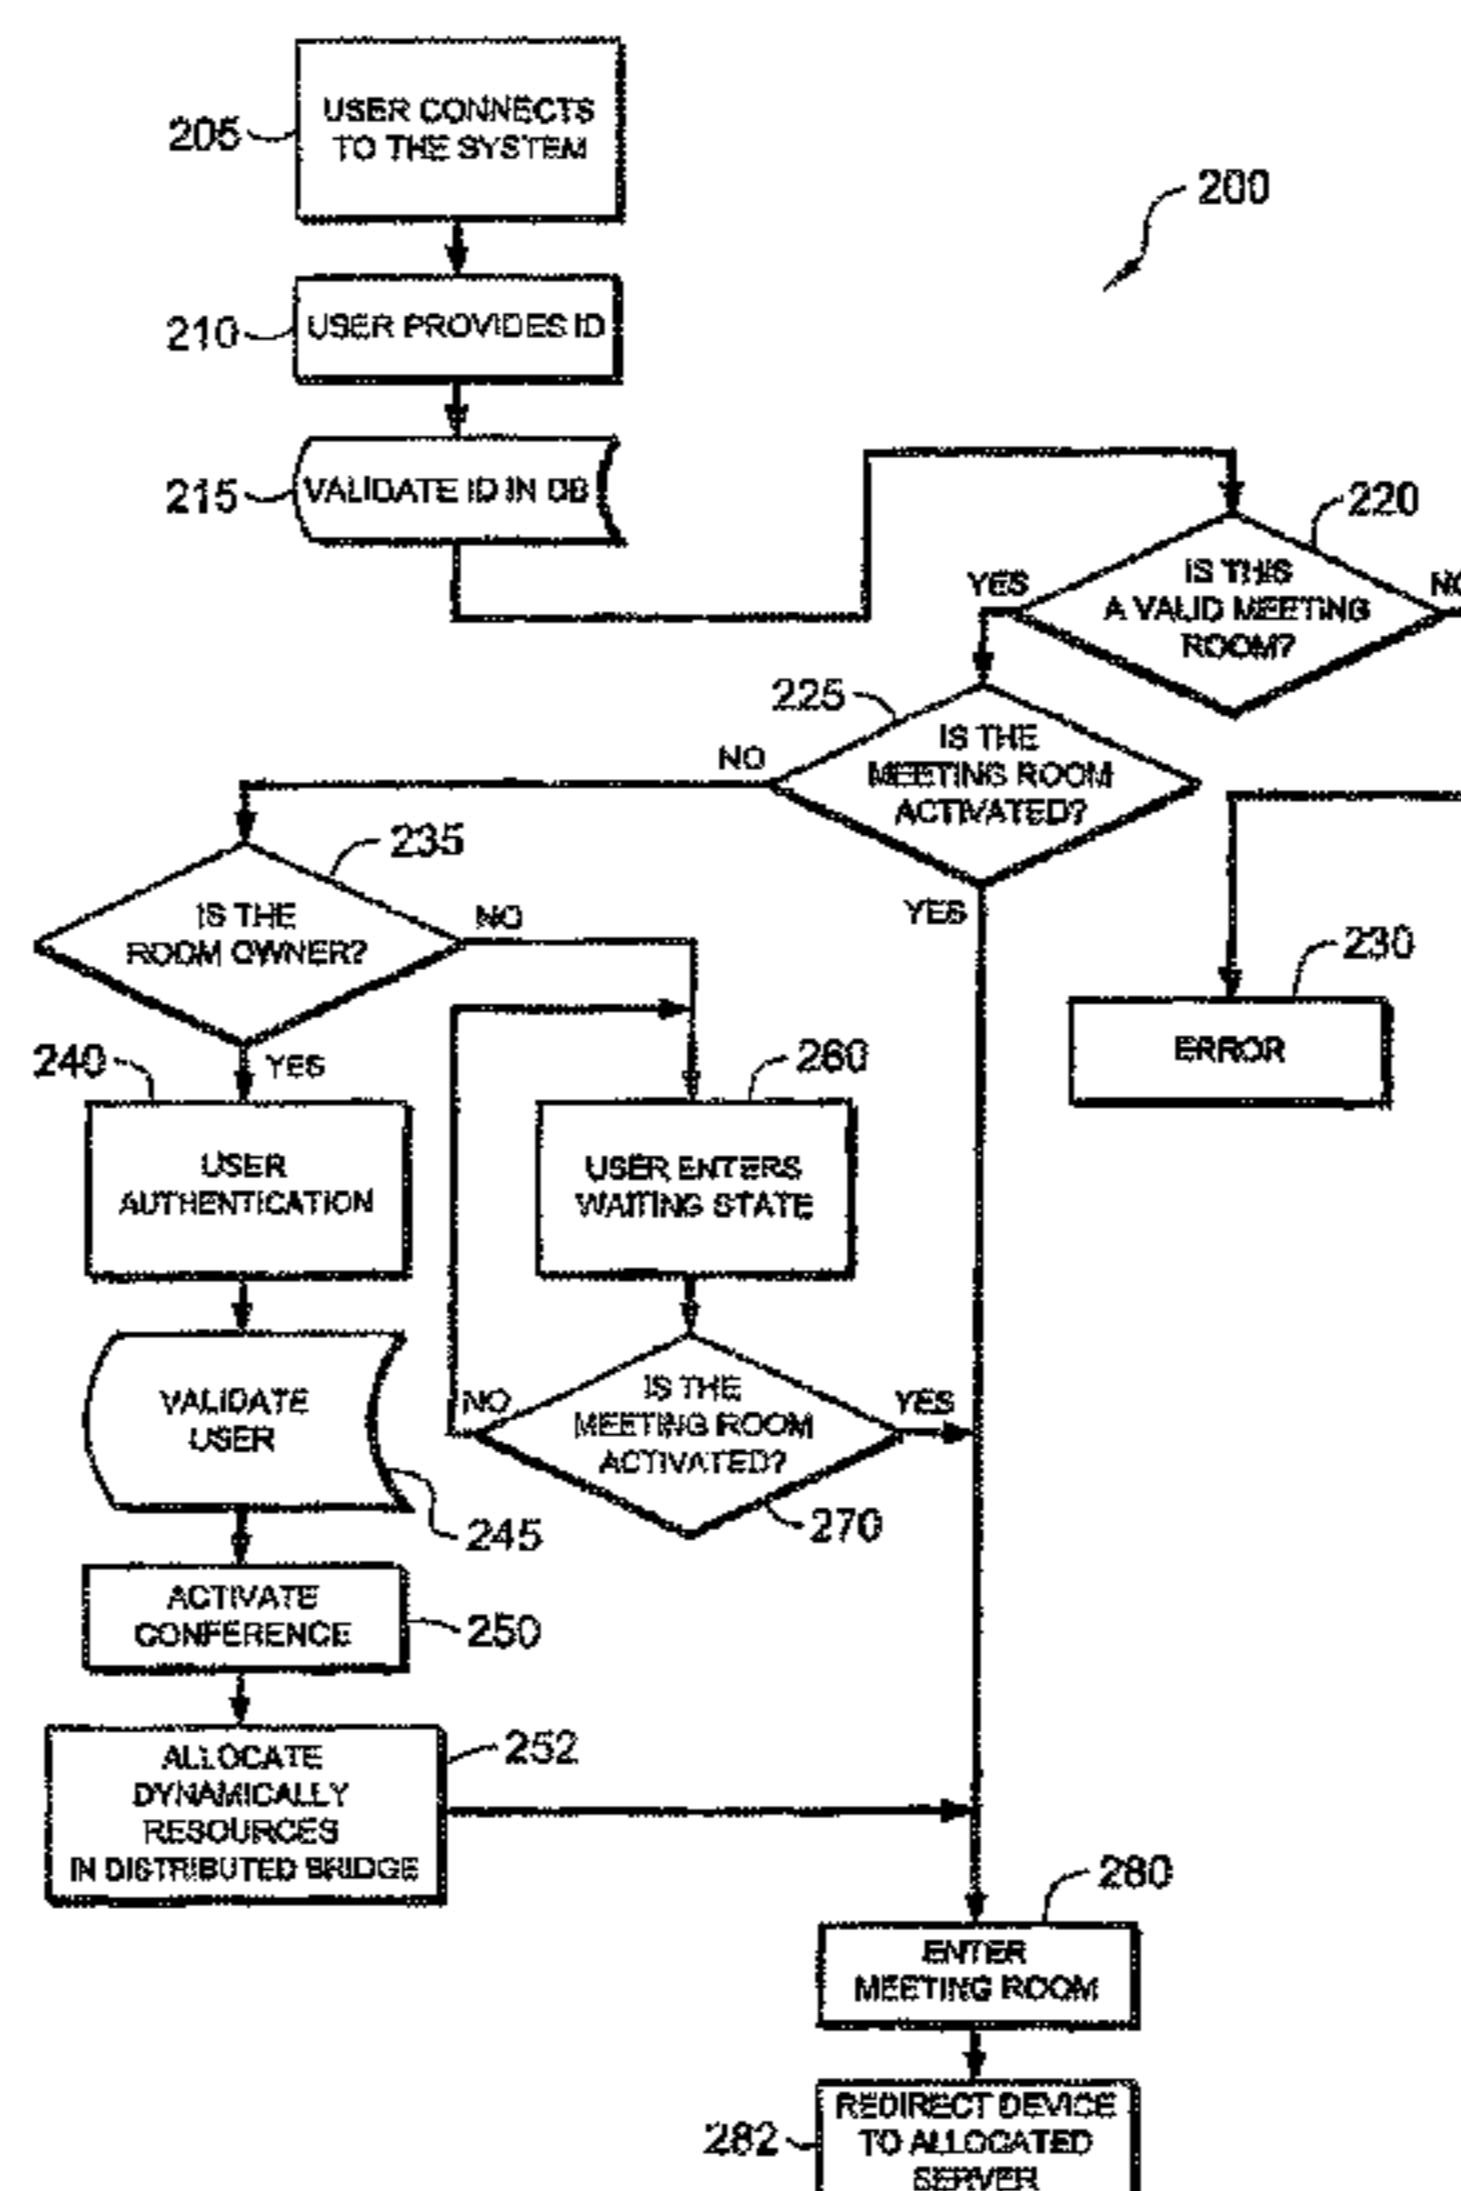 USER CONNECTS
TO THE SYSTEM
205
200
210
USER PROVIDES ID
215
VALIDATE ID IN DB
220
YES
IS THIS
A VALID MEETING
ROOM?
NO
225
NO
IS THE
MEETING ROOM
ACTIVATED?
YES
235
IS THE
ROOM OWNER?
NO
YES
230
ERROR
240
USER
AUTHENTICATION
260
USER ENTERS
WAITING STATE
VALIDATE
USER
245
NO
IS THE
MEETING ROOM
ACTIVATED?
YES
270
ACTIVATE
CONFERENCE
250
ALLOCATE
DYNAMICALLY
RESOURCES
IN DISTRIBUTED BRIDGE
252
280
ENTER
MEETING ROOM
282
REDIRECT DEVICE
TO ALLOCATED
SERVER